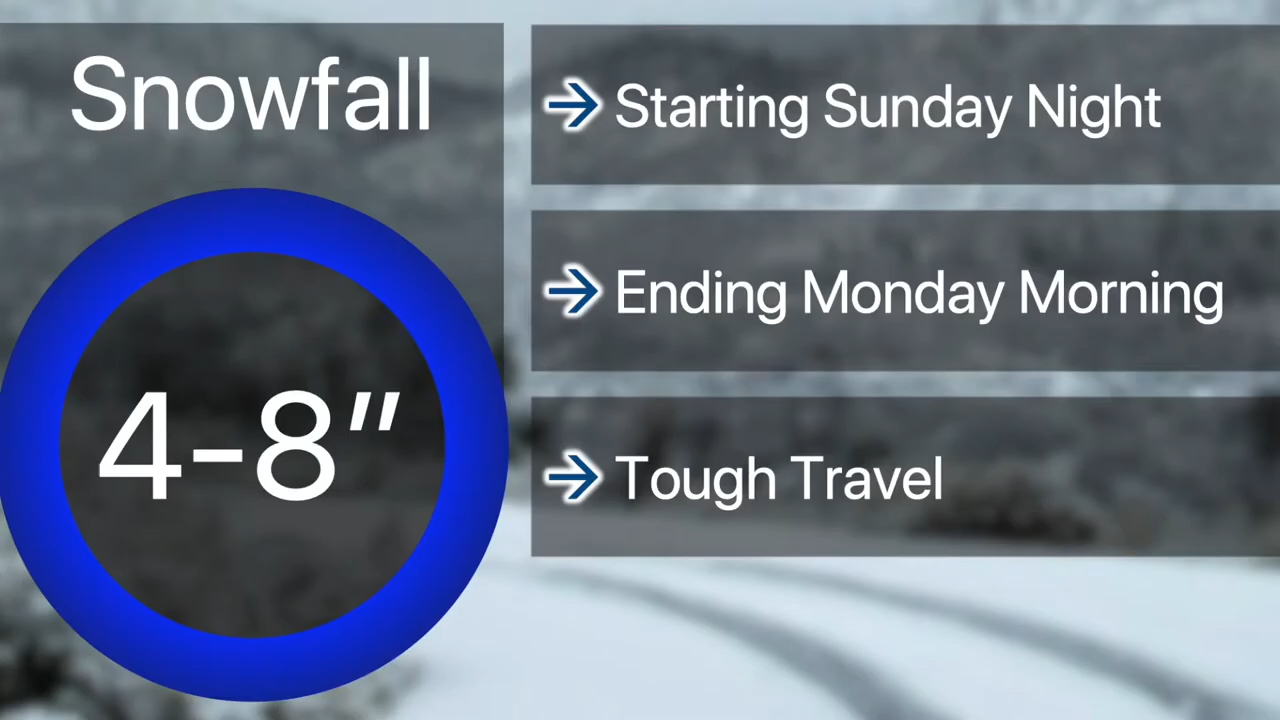 Snowfall
4-8"
→ Starting Sunday Night
→ Ending Monday Morning
→ Tough Travel